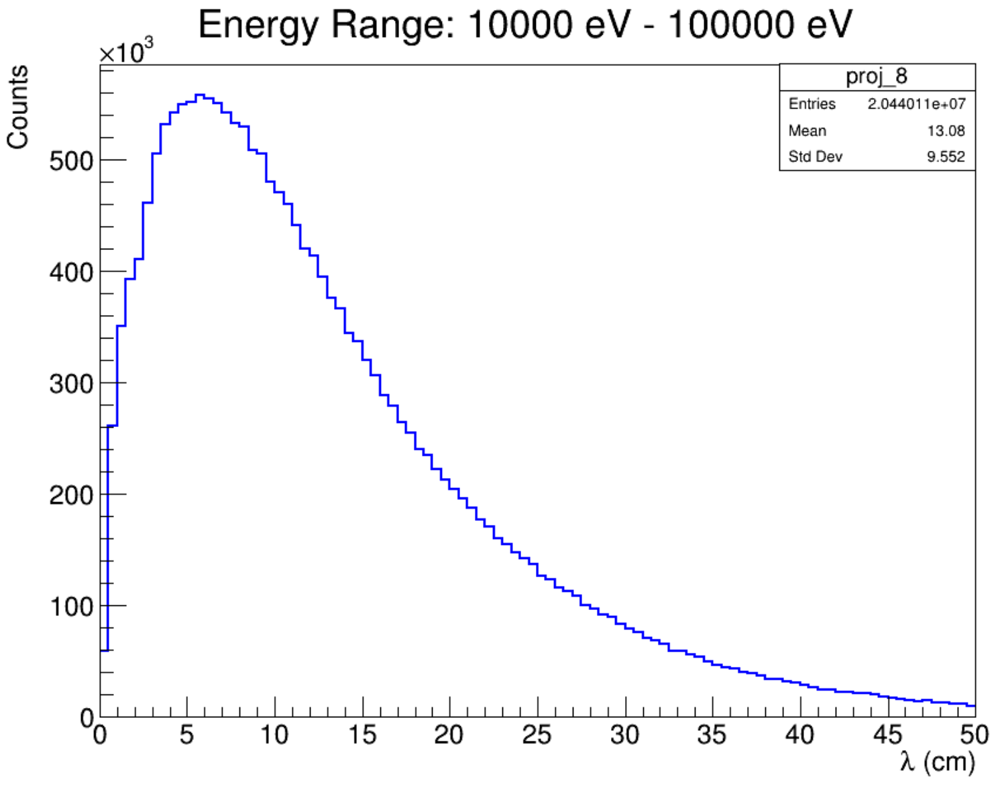 Energy Range: 10000 eV - 100000 eV
×10³
Counts
proj_8
Entries 2.044011e+07
Mean 13.08
Std Dev 9.552
500
400
300
200
100
0
0 5 10 15 20 25 30 35 40 45 50
λ (cm)